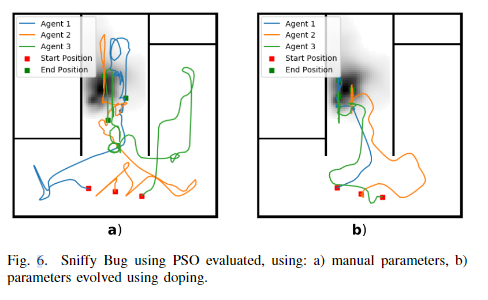 Agent 1
Agent 2
Agent 3
Start Position
End Position
Agent 1
Agent 2
Agent 3
Start Position
End Position
a)
b)
Fig. 6. Sniffy Bug using PSO evaluated, using: a) manual parameters, b)
parameters evolved using doping.